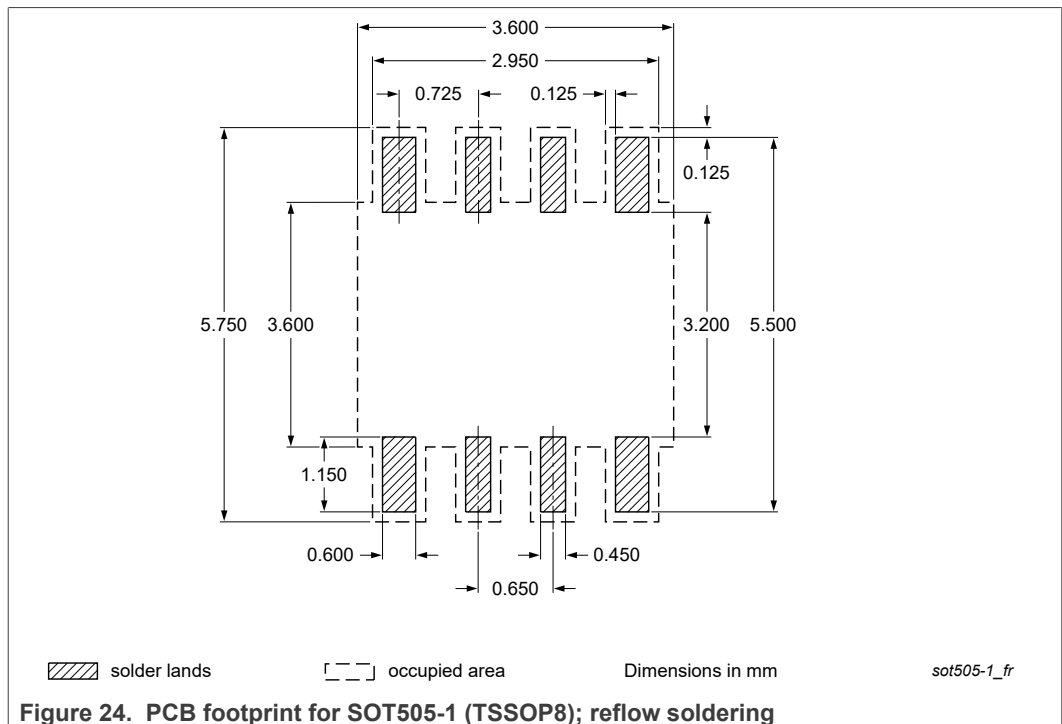 3.600
2.950
0.725 0.125
0.125
5.750 3.600 3.200 5.500
1.150
0.600 0.450
0.650
solder lands occupied area Dimensions in mm sot505-1_fr
Figure 24. PCB footprint for SOT505-1 (TSSOP8); reflow soldering